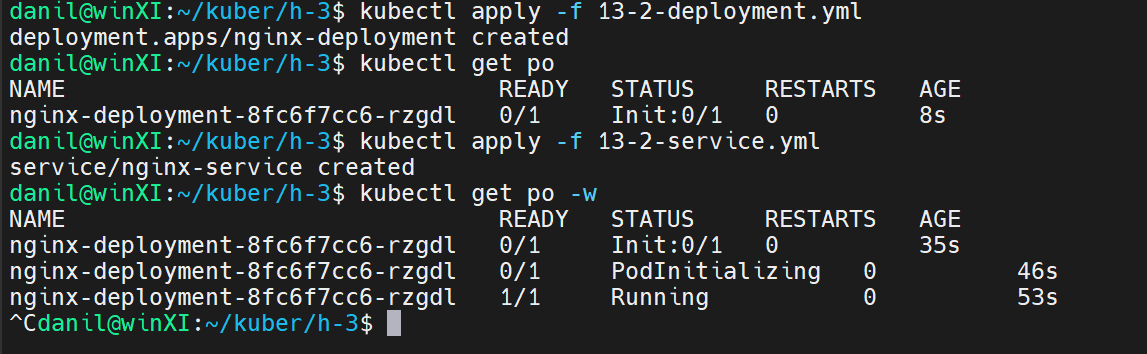 danil@winXI:~/kuber/h-3$ kubectl apply -f 13-2-deployment.yml
deployment.apps/nginx-deployment created
danil@winXI:~/kuber/h-3$ kubectl get po
NAME                                READY   STATUS     RESTARTS   AGE
nginx-deployment-8fc6f7cc6-rzgdl   0/1     Init:0/1   0          8s
danil@winXI:~/kuber/h-3$ kubectl apply -f 13-2-service.yml
service/nginx-service created
danil@winXI:~/kuber/h-3$ kubectl get po -w
NAME                                READY   STATUS     RESTARTS   AGE
nginx-deployment-8fc6f7cc6-rzgdl   0/1     Init:0/1   0          35s
nginx-deployment-8fc6f7cc6-rzgdl   0/1     PodInitializing   0          46s
nginx-deployment-8fc6f7cc6-rzgdl   1/1     Running           0          53s
^Cdanil@winXI:~/kuber/h-3$